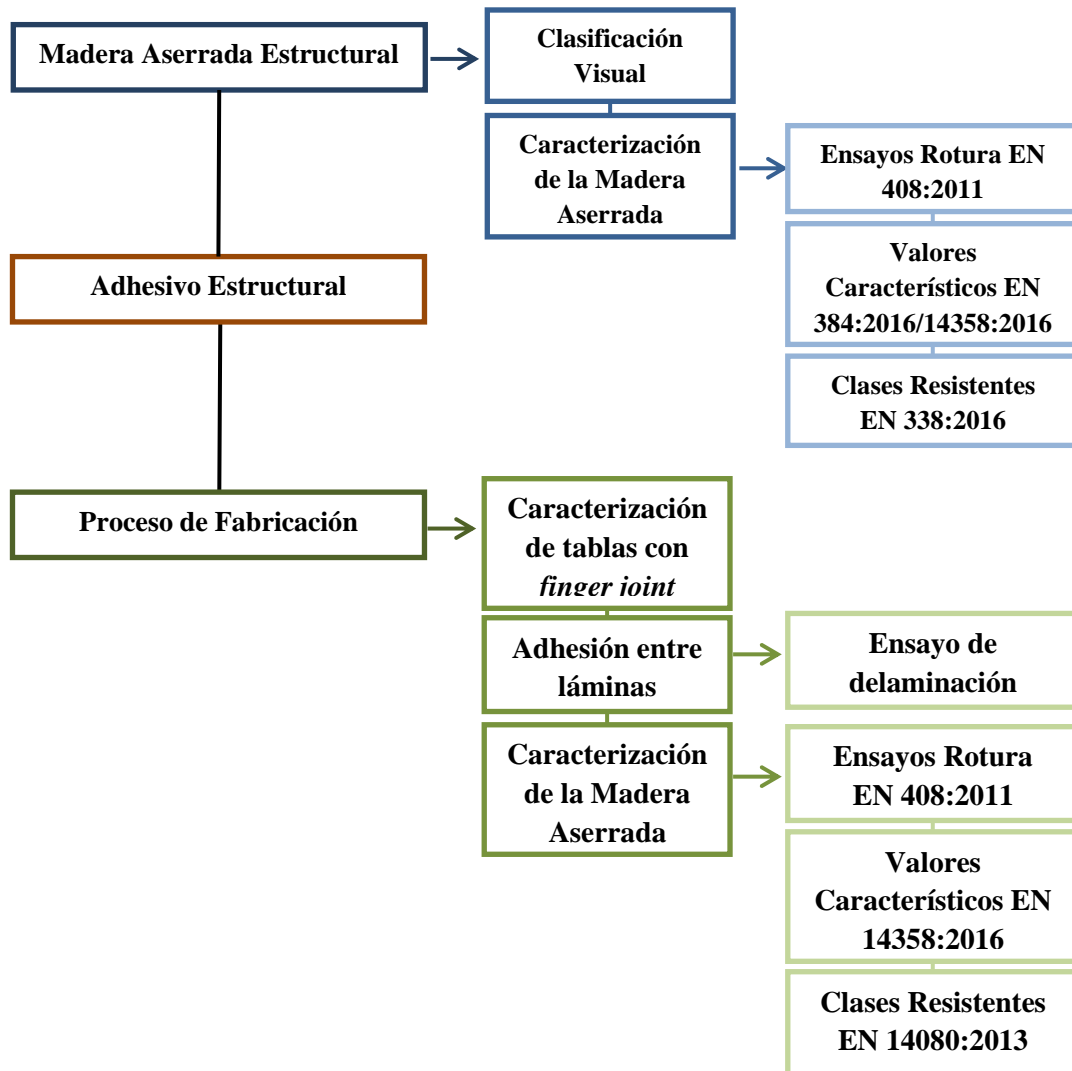 Madera Aserrada Estructural
Clasificación
Visual
Caracterización
de la Madera
Aserrada
Ensayos Rotura EN
408:2011
Valores
Característicos EN
384:2016/14358:2016
Clases Resistentes
EN 338:2016
Adhesivo Estructural
Proceso de Fabricación
Caracterización
de tablas con
finger joint
Adhesión entre
láminas
Ensayo de
delaminación
Caracterización
de la Madera
Aserrada
Ensayos Rotura
EN 408:2011
Valores
Característicos EN
14358:2016
Clases Resistentes
EN 14080:2013